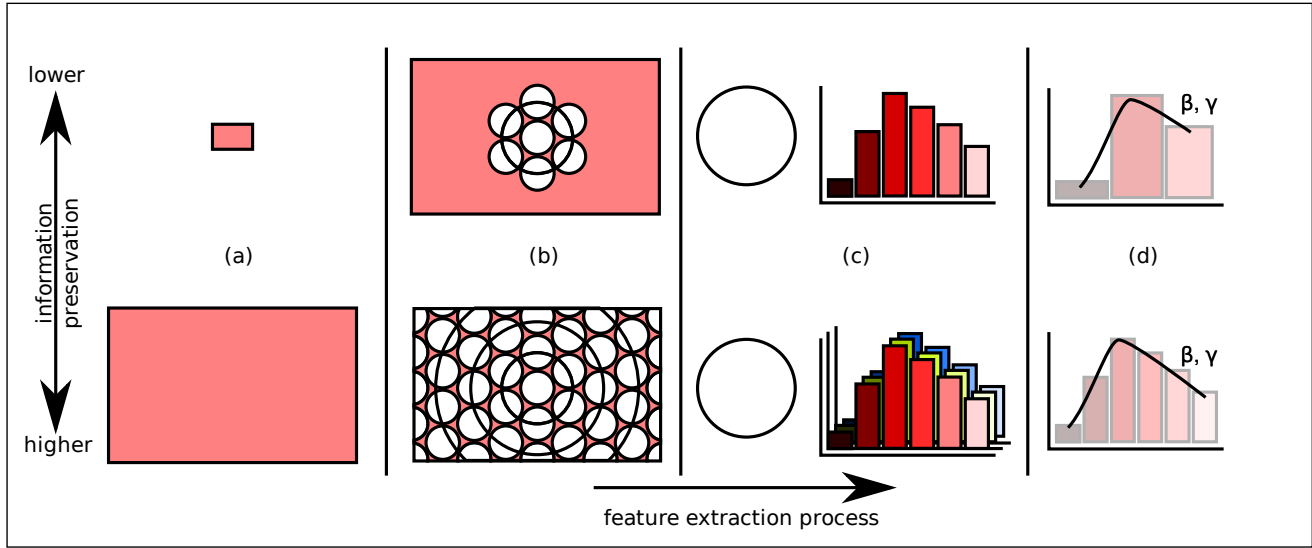 lower
information
preservation
higher
(a)
(b)
(c)
(d)
β, γ
β, γ
feature extraction process